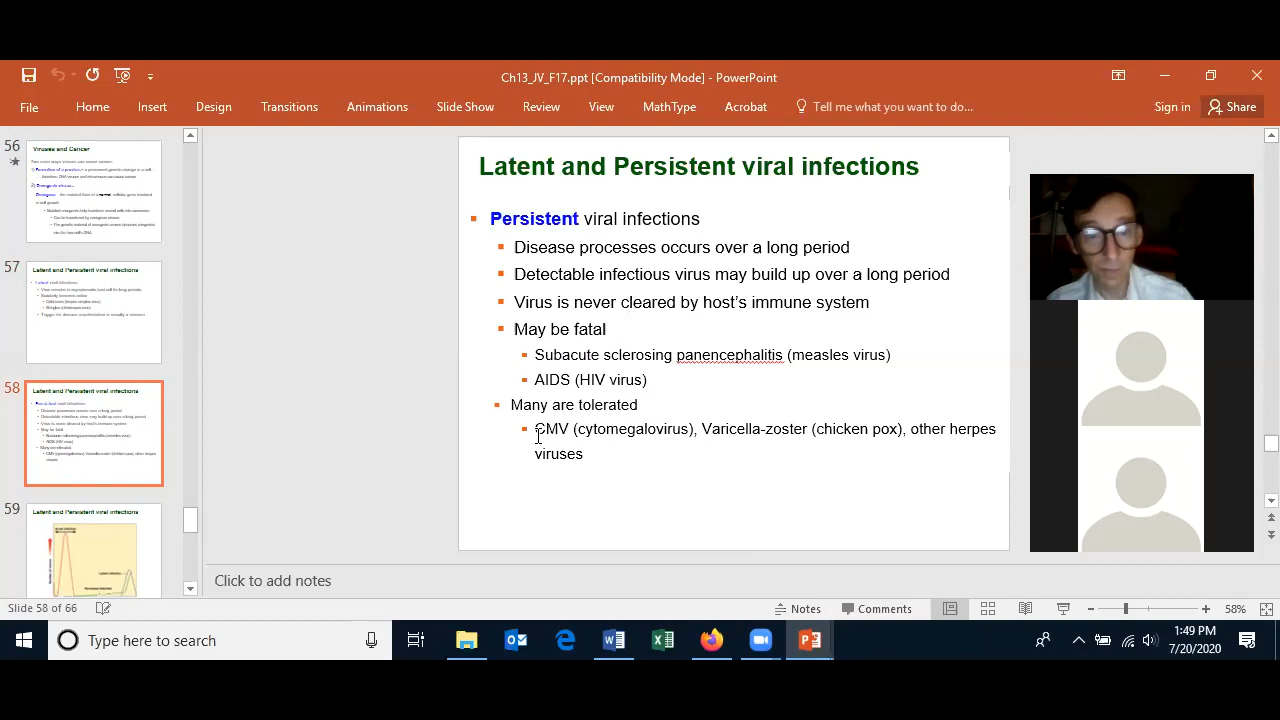 Ch13_JV_F17.ppt [Compatibility Mode] - PowerPoint
File Home Insert Design Transitions Animations Slide Show Review View MathType Acrobat Tell me what you want to do... Sign in Share
56
Viruses and Cancer
57
Latent and Persistent viral infections
58
Latent and Persistent viral infections
59
Latent and Persistent viral infections
Latent and Persistent viral infections
Persistent viral infections
Disease processes occurs over a long period
Detectable infectious virus may build up over a long period
Virus is never cleared by host's immune system
May be fatal
Subacute sclerosing panencephalitis (measles virus)
AIDS (HIV virus)
Many are tolerated
CMV (cytomegalovirus), Varicella-zoster (chicken pox), other herpes
viruses
Click to add notes
Slide 58 of 66 Notes Comments 58%
Type here to search
1:49 PM
7/20/2020